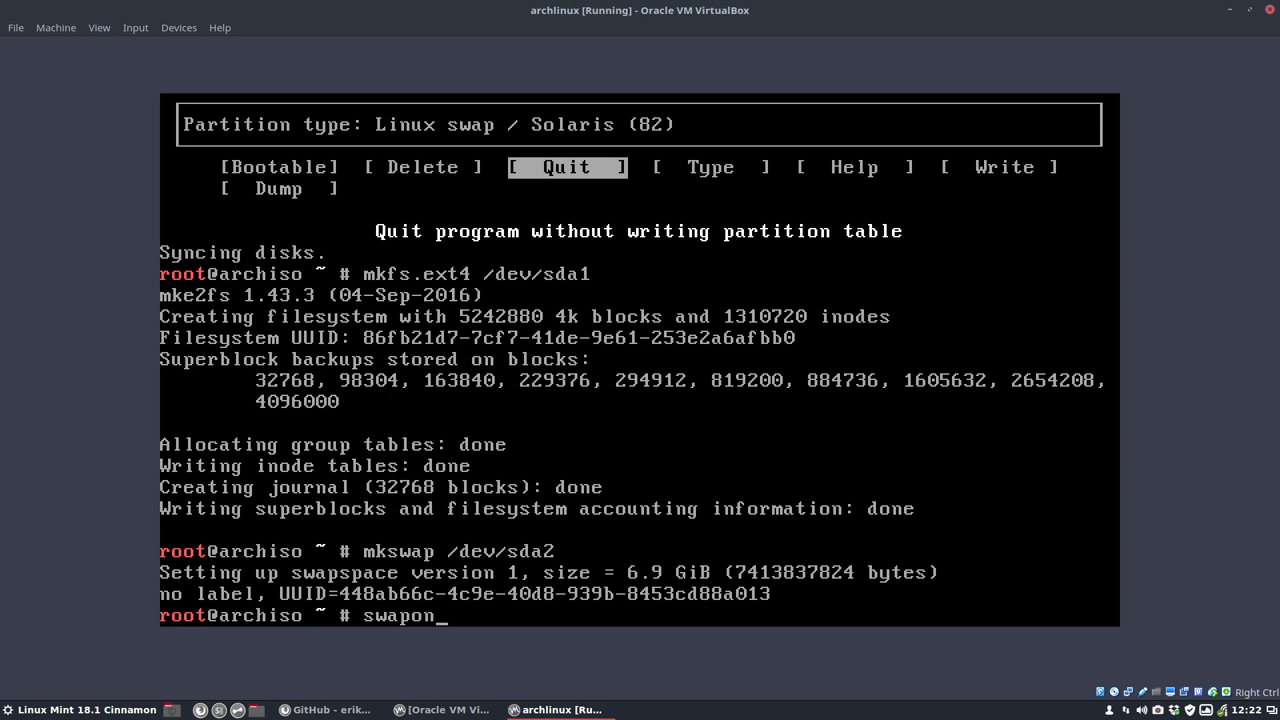 archlinux [Running] - Oracle VM VirtualBox
File Machine View Input Devices Help
Partition type: Linux swap / Solaris (82)
[Bootable] [ Delete ] [ Quit ] [ Type ] [ Help ] [ Write ]
[ Dump ]
Quit program without writing partition table
Syncing disks.
root@archiso ~ # mkfs.ext4 /dev/sda1
mke2fs 1.43.3 (04-Sep-2016)
Creating filesystem with 5242880 4k blocks and 1310720 inodes
Filesystem UUID: 86fb21d7-7cf7-41de-9e61-253e2a6afbb0
Superblock backups stored on blocks:
32768, 98304, 163840, 229376, 294912, 819200, 884736, 1605632, 2654208,
4096000
Allocating group tables: done
Writing inode tables: done
Creating journal (32768 blocks): done
Writing superblocks and filesystem accounting information: done
root@archiso ~ # mkswap /dev/sda2
Setting up swapspace version 1, size = 6.9 GiB (7413837824 bytes)
no label, UUID=448ab66c-4c9e-40d8-939b-8453cd88a013
root@archiso ~ # swapon_
Right Ctrl
Linux Mint 18.1 Cinnamon GitHub - erik... [Oracle VM Vi... archlinux [Ru... 12:22